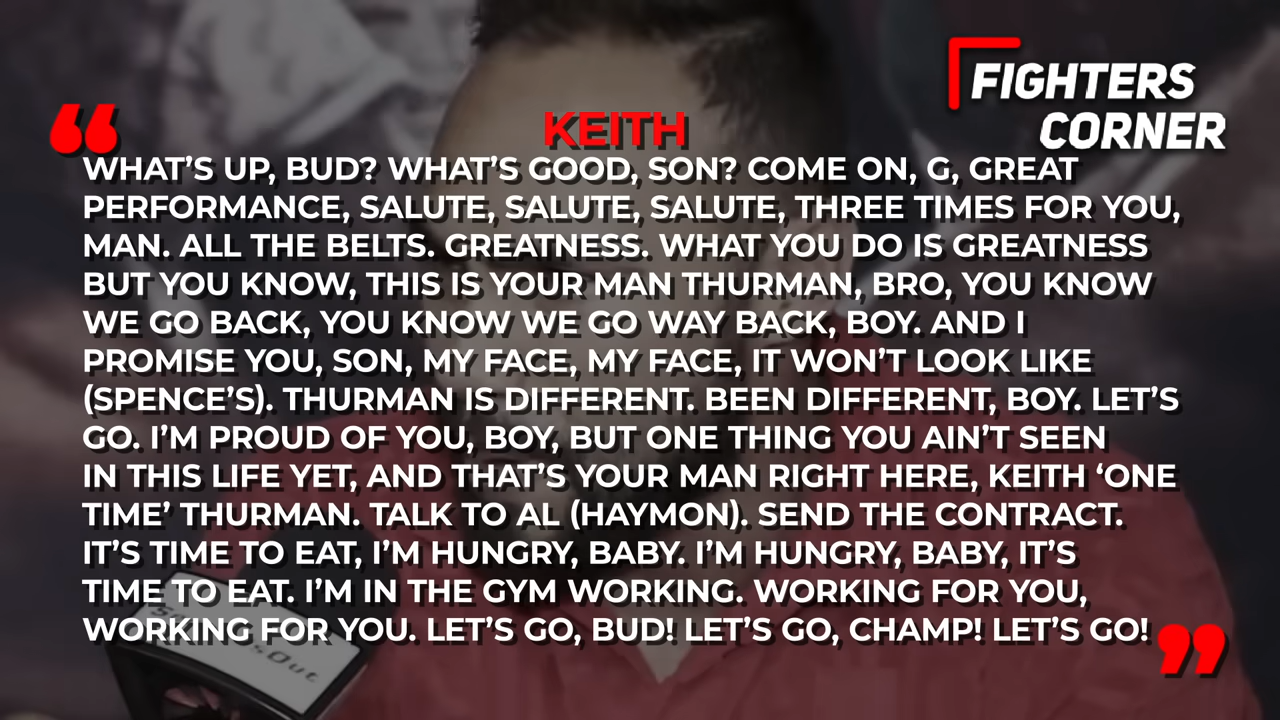 FIGHTERS
CORNER
“
KEITH
WHAT’S UP, BUD? WHAT’S GOOD, SON? COME ON, G, GREAT
PERFORMANCE, SALUTE, SALUTE, SALUTE, THREE TIMES FOR YOU,
MAN. ALL THE BELTS. GREATNESS. WHAT YOU DO IS GREATNESS
BUT YOU KNOW, THIS IS YOUR MAN THURMAN, BRO, YOU KNOW
WE GO BACK, YOU KNOW WE GO WAY BACK, BOY. AND I
PROMISE YOU, SON, MY FACE, MY FACE, IT WON’T LOOK LIKE
(SPENCE’S). THURMAN IS DIFFERENT. BEEN DIFFERENT, BOY. LET’S
GO. I’M PROUD OF YOU, BOY, BUT ONE THING YOU AIN’T SEEN
IN THIS LIFE YET, AND THAT’S YOUR MAN RIGHT HERE, KEITH ‘ONE
TIME’ THURMAN. TALK TO AL (HAYMON). SEND THE CONTRACT.
IT’S TIME TO EAT, I’M HUNGRY, BABY. I’M HUNGRY, BABY, IT’S
TIME TO EAT. I’M IN THE GYM WORKING. WORKING FOR YOU,
WORKING FOR YOU. LET’S GO, BUD! LET’S GO, CHAMP! LET’S GO!
”